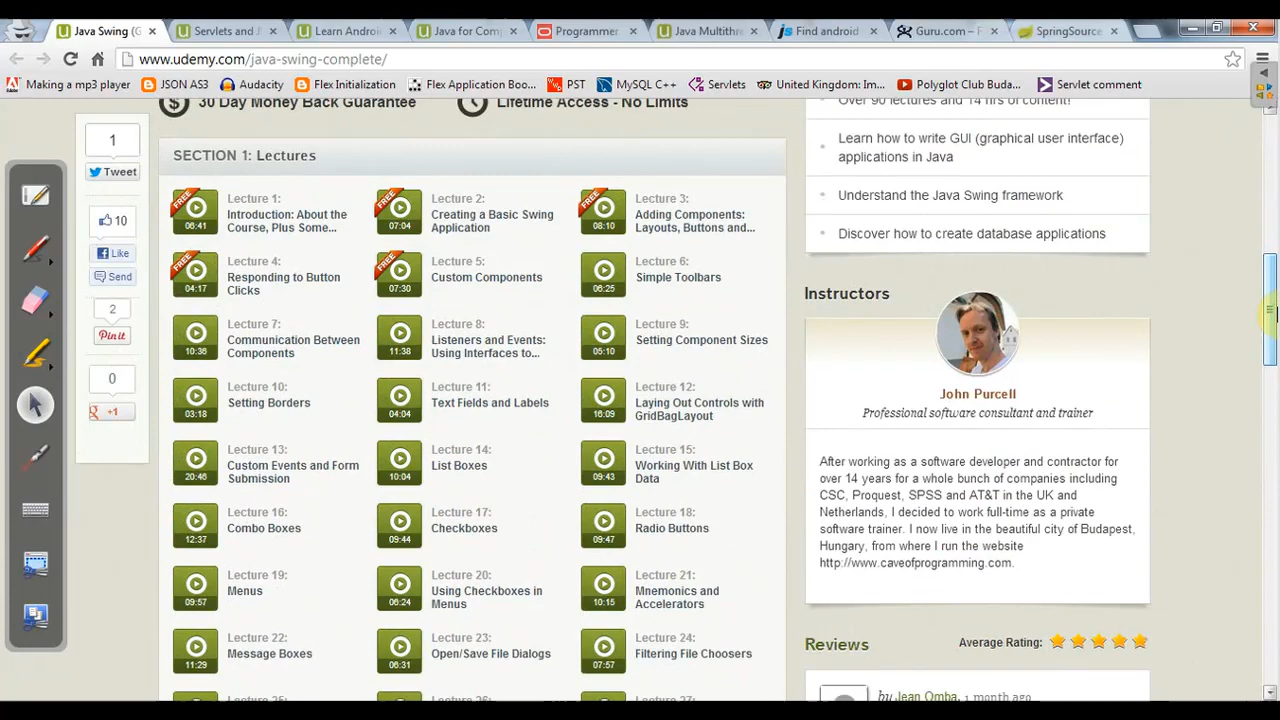 Java Swing (G
Servlets and J
Learn Androi
Java for Com
Programmer
Java Multithr
Find android
Guru.com – F
SpringSource
www.udemy.com/java-swing-complete/
Making a mp3 player
JSON AS3
Audacity
Flex Initialization
Flex Application Boo...
PST
MySQL C++
Servlets
United Kingdom: Im...
Polyglot Club Buda...
Servlet comment
30 Day Money Back Guarantee
Lifetime Access - No Limits
1
Tweet
10
Like
Send
2
Pin it
0
+1
SECTION 1: Lectures
FREE
06:41
Lecture 1:
Introduction: About the
Course, Plus Some...
FREE
07:04
Lecture 2:
Creating a Basic Swing
Application
FREE
08:10
Lecture 3:
Adding Components:
Layouts, Buttons and...
FREE
04:17
Lecture 4:
Responding to Button
Clicks
FREE
07:30
Lecture 5:
Custom Components
06:25
Lecture 6:
Simple Toolbars
10:36
Lecture 7:
Communication Between
Components
11:38
Lecture 8:
Listeners and Events:
Using Interfaces to...
05:10
Lecture 9:
Setting Component Sizes
03:18
Lecture 10:
Setting Borders
04:04
Lecture 11:
Text Fields and Labels
16:09
Lecture 12:
Laying Out Controls with
GridBagLayout
20:46
Lecture 13:
Custom Events and Form
Submission
10:04
Lecture 14:
List Boxes
09:43
Lecture 15:
Working With List Box
Data
12:37
Lecture 16:
Combo Boxes
09:44
Lecture 17:
Checkboxes
09:47
Lecture 18:
Radio Buttons
09:57
Lecture 19:
Menus
06:24
Lecture 20:
Using Checkboxes in
Menus
10:15
Lecture 21:
Mnemonics and
Accelerators
11:29
Lecture 22:
Message Boxes
06:31
Lecture 23:
Open/Save File Dialogs
07:57
Lecture 24:
Filtering File Choosers
Lecture 25:
Lecture 26:
Lecture 27:
Over 90 lectures and 14 hrs of content!
Learn how to write GUI (graphical user interface)
applications in Java
Understand the Java Swing framework
Discover how to create database applications
Instructors
John Purcell
Professional software consultant and trainer
After working as a software developer and contractor for
over 14 years for a whole bunch of companies including
CSC, Proquest, SPSS and AT&T in the UK and
Netherlands, I decided to work full-time as a private
software trainer. I now live in the beautiful city of Budapest,
Hungary, from where I run the website
http://www.caveofprogramming.com.
Reviews
Average Rating:
by Jean Omba, 1 month ago